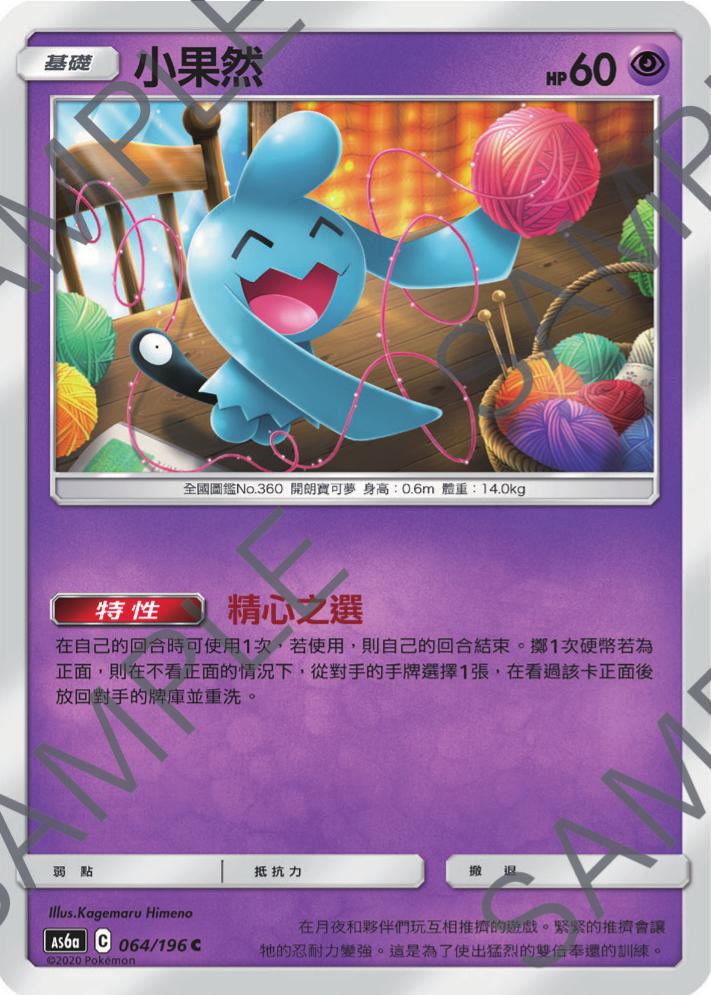 基礎 小果然 HP60
全國圖鑑No.360 開朗寶可夢 身高：0.6m 體重：14.0kg
特性 精心之選
在自己的回合時可使用1次，若使用，則自己的回合結束。擲1次硬幣若為
正面，則在不看正面的情況下，從對手的手牌選擇1張，在看過該卡正面後
放回對手的牌庫並重洗。
弱點 抵抗力 撤退
Illus.Kagemaru Himeno
AS6a C 064/196 C
©2020 Pokémon
在月夜和夥伴們玩互相推擠的遊戲。緊緊的推擠會讓
牠的忍耐力變強。這是為了使出猛烈的雙倍奉還的訓練。
SAMPLE
SAMPLE
SAMPLE
SAMPLE
SAMPLE
SAMPLE